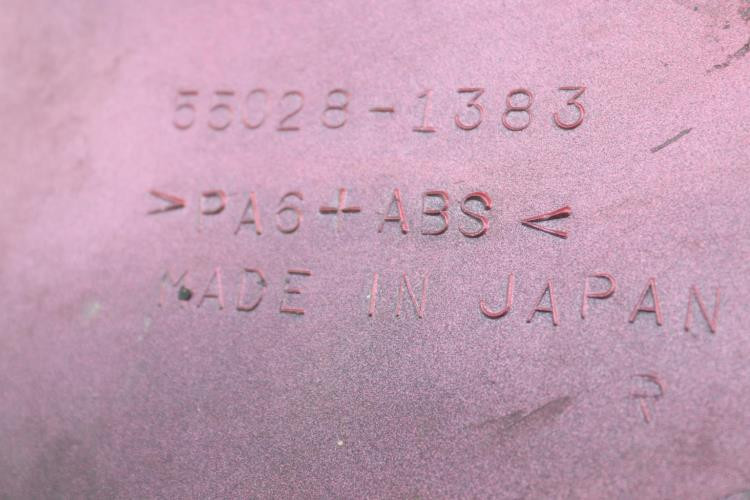 55028-1383
>PA6+ABS<
MADE IN JAPAN
R